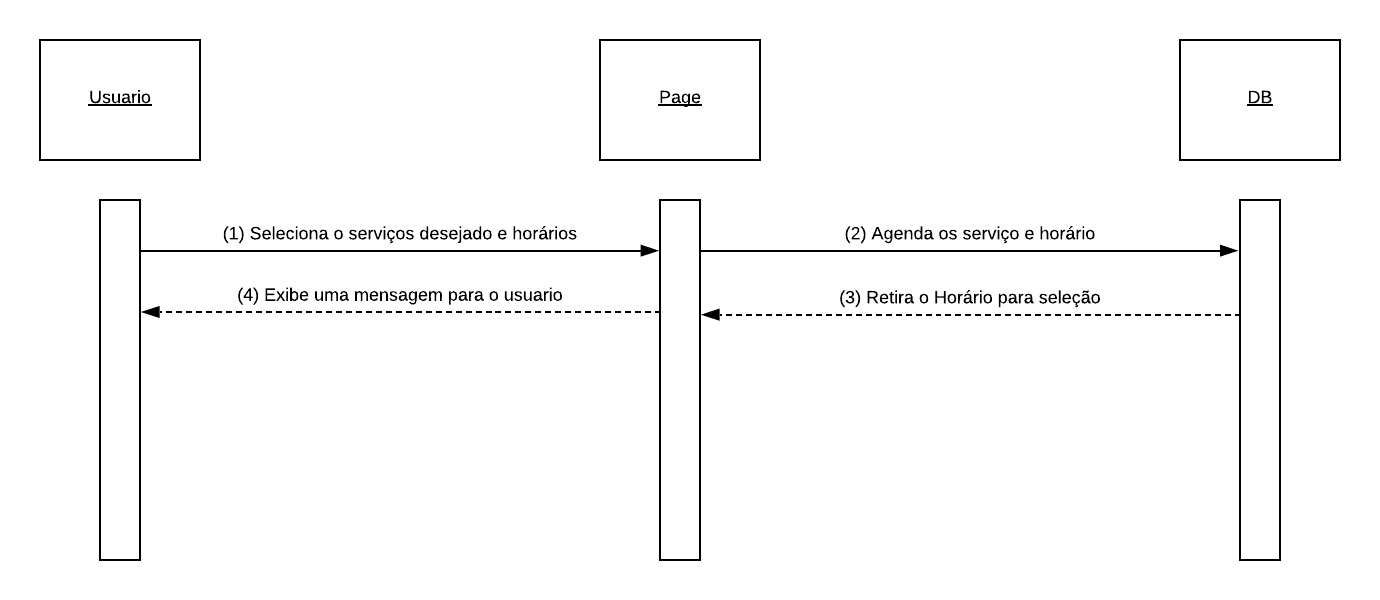 Usuario
Page
DB
(1) Seleciona o serviços desejado e horários
(2) Agenda os serviço e horário
(4) Exibe uma mensagem para o usuario
(3) Retira o Horário para seleção